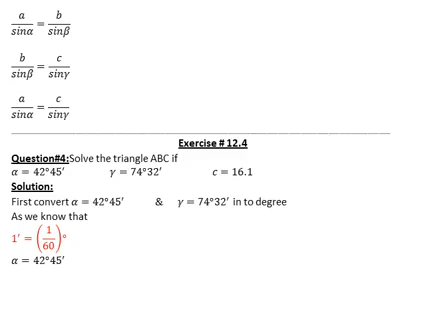 a/sinα = b/sinβ
b/sinβ = c/sinγ
a/sinα = c/sinγ
Exercise # 12.4
Question#4:Solve the triangle ABC if
α = 42°45′ γ = 74°32′ c = 16.1
Solution:
First convert α = 42°45′ & γ = 74°32′ in to degree
As we know that
1′ = (1/60)°
α = 42°45′